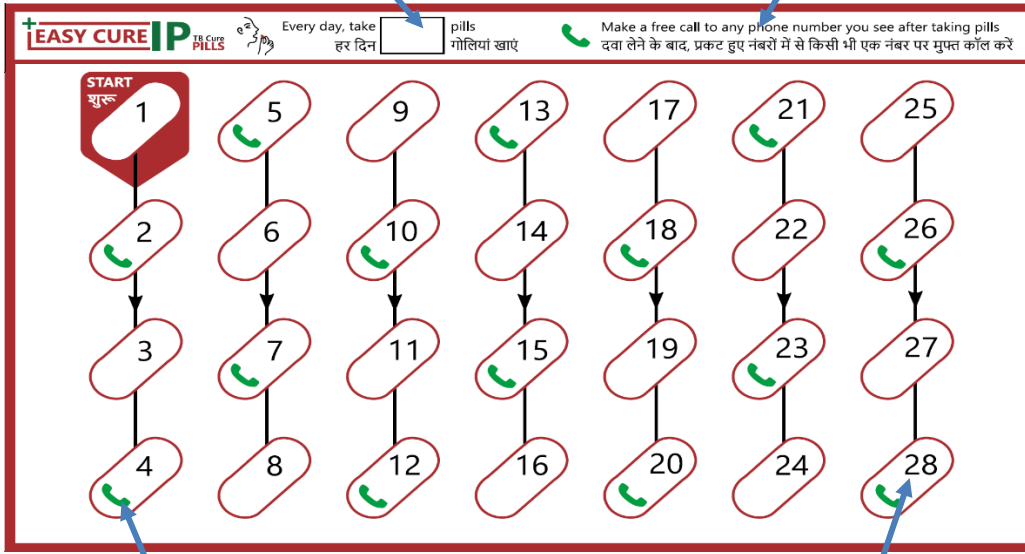 EASY CURE IP TB Cure PILLS
Every day, take pills
हर दिन गोलियां खाएं
Make a free call to any phone number you see after taking pills
दवा लेने के बाद, प्रकट हुए नंबरों में से किसी भी एक नंबर पर मुफ्त कॉल करें
START
शुरू
1 5 9 13 17 21 25
2 6 10 14 18 22 26
3 7 11 15 19 23 27
4 8 12 16 20 24 28